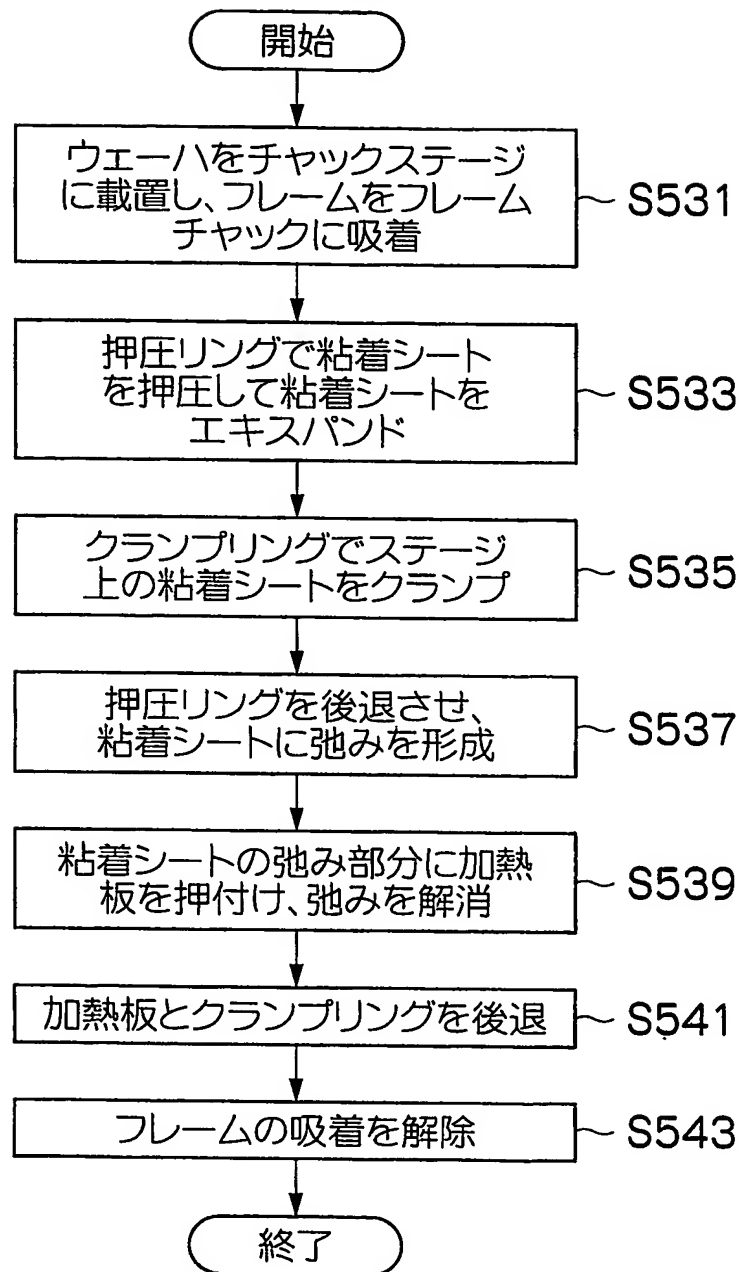 開始
ウェーハをチャックステージ
に載置し、フレームをフレーム
チャックに吸着
S531
押圧リングで粘着シート
を押圧して粘着シートを
エキスパンド
S533
クランプリングでステージ
上の粘着シートをクランプ
S535
押圧リングを後退させ、
粘着シートに弛みを形成
S537
粘着シートの弛み部分に加熱
板を押付け、弛みを解消
S539
加熱板とクランプリングを後退
S541
フレームの吸着を解除
S543
終了